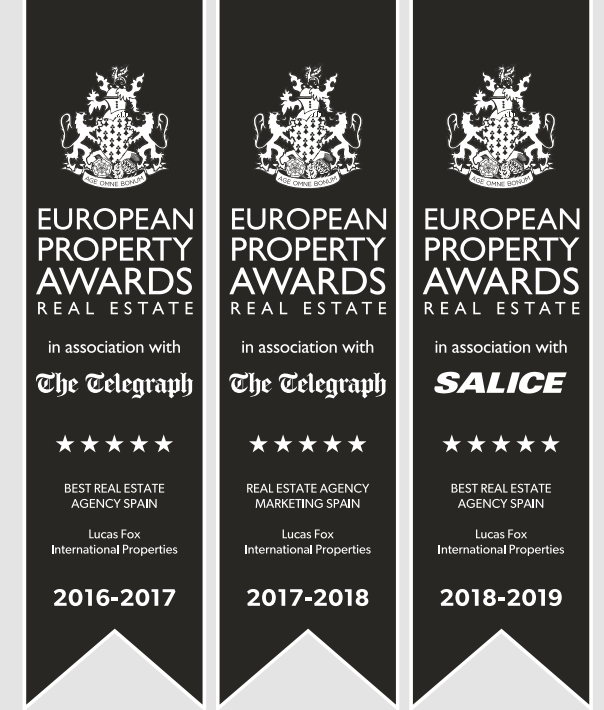 AGE OMNE BONUM
EUROPEAN
PROPERTY
AWARDS
REAL ESTATE
in association with
The Telegraph
BEST REAL ESTATE
AGENCY SPAIN
Lucas Fox
International Properties
2016-2017
AGE OMNE BONUM
EUROPEAN
PROPERTY
AWARDS
REAL ESTATE
in association with
The Telegraph
REAL ESTATE AGENCY
MARKETING SPAIN
Lucas Fox
International Properties
2017-2018
AGE OMNE BONUM
EUROPEAN
PROPERTY
AWARDS
REAL ESTATE
in association with
SALICE
BEST REAL ESTATE
AGENCY SPAIN
Lucas Fox
International Properties
2018-2019